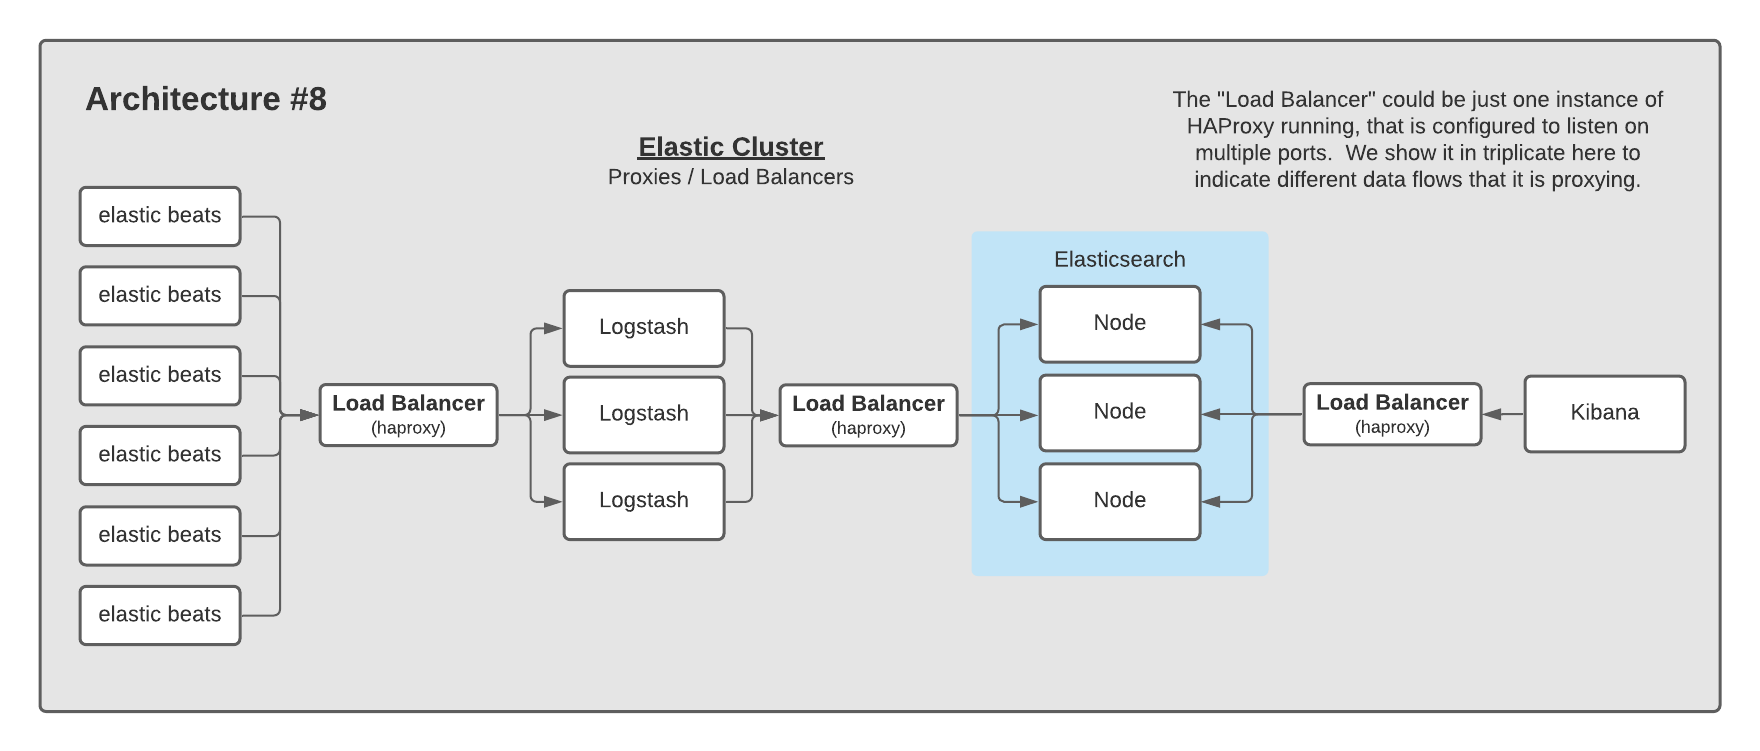 Architecture #8
The "Load Balancer" could be just one instance of
HAProxy running, that is configured to listen on
multiple ports.  We show it in triplicate here to
indicate different data flows that it is proxying.
Elastic Cluster
Proxies / Load Balancers
elastic beats
elastic beats
elastic beats
elastic beats
elastic beats
elastic beats
Load Balancer
(haproxy)
Logstash
Logstash
Logstash
Load Balancer
(haproxy)
Elasticsearch
Node
Node
Node
Load Balancer
(haproxy)
Kibana